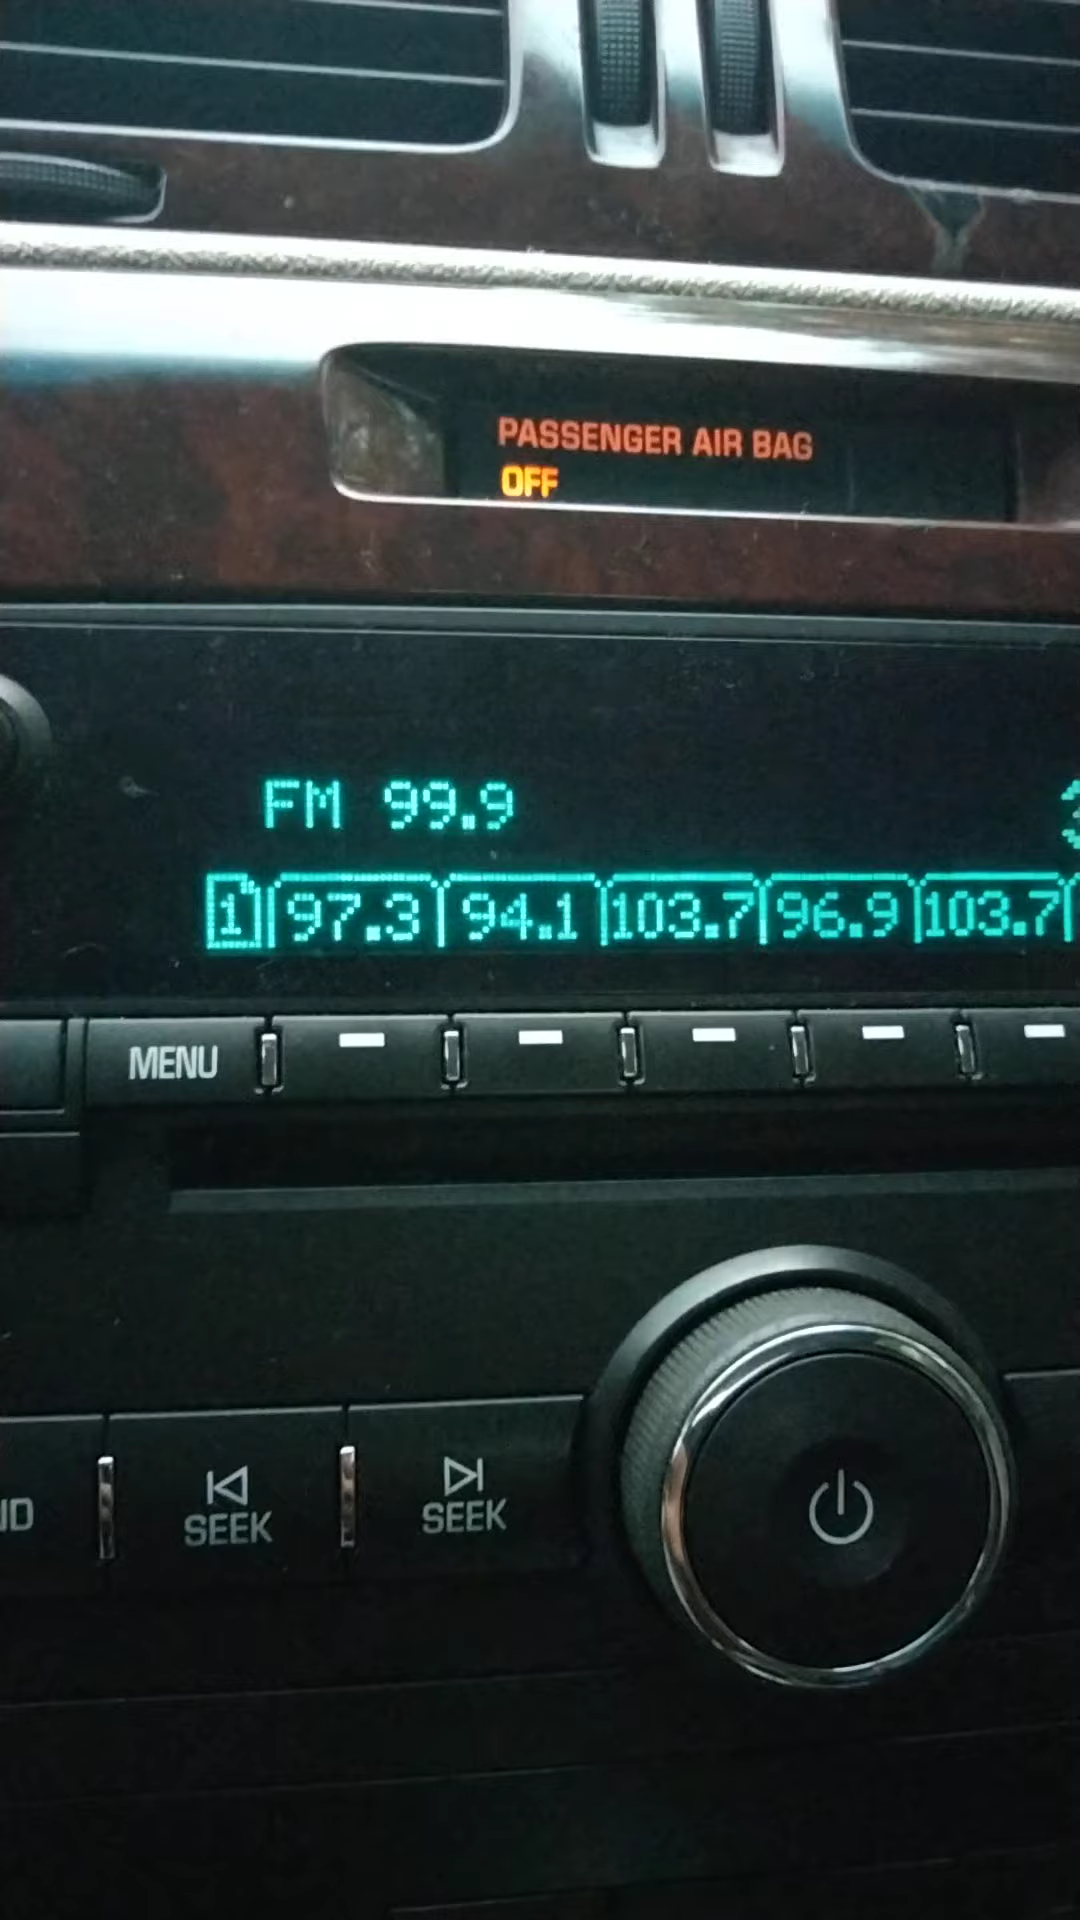 PASSENGER AIR BAG
OFF
FM 99.9
1 97.3 94.1 103.7 96.9 103.7
MENU
SEEK SEEK